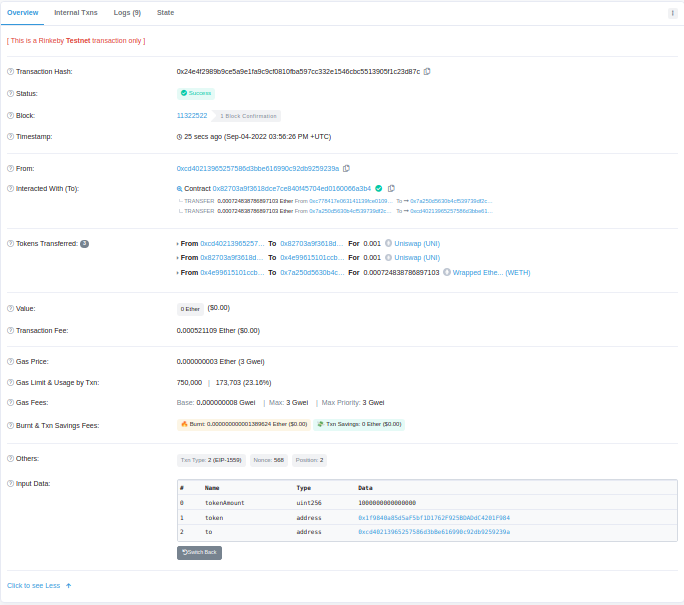 Overview Internal Txns Logs (9) State
[ This is a Rinkeby Testnet transaction only ]
Transaction Hash: 0x24e4f2989b9ce5a9e1fa9c9cf0810fba597cc332e1546cbc5513905f1c23d87c
Status: Success
Block: 11322522 1 Block Confirmation
Timestamp: 25 secs ago (Sep-04-2022 03:56:26 PM +UTC)
From: 0xcd40213965257586d3bbe616990c92db9259239a
Interacted With (To): Contract 0x82703a9f3618dce7ce840f45704ed0160066a3b4
TRANSFER 0.000724838786897103 Ether From 0xc778417e063141139fce0109... To → 0x7a250d5630b4cf539739df2c...
TRANSFER 0.000724838786897103 Ether From 0x7a250d5630b4cf539739df2c... To → 0xcd40213965257586d3bbe61...
Tokens Transferred: 3
From 0xcd402139652​57... To 0x82703a9f3618d... For 0.001 Uniswap (UNI)
From 0x82703a9f3618d... To 0x4e99615101ccb... For 0.001 Uniswap (UNI)
From 0x4e99615101ccb... To 0x7a250d5630b4c... For 0.000724838786897103 Wrapped Ethe... (WETH)
Value: 0 Ether ($0.00)
Transaction Fee: 0.000521109 Ether ($0.00)
Gas Price: 0.000000003 Ether (3 Gwei)
Gas Limit & Usage by Txn: 750,000 | 173,703 (23.16%)
Gas Fees: Base: 0.000000008 Gwei | Max: 3 Gwei | Max Priority: 3 Gwei
Burnt & Txn Savings Fees: Burnt: 0.000000000001389624 Ether ($0.00) Txn Savings: 0 Ether ($0.00)
Others: Txn Type: 2 (EIP-1559) Nonce: 568 Position: 2
Input Data:
# Name Type Data
0 tokenAmount uint256 1000000000000000
1 token address 0x1f9840a85d5aF5bf1D1762F925BDADdC4201F984
2 to address 0xcd40213965257586d3b8e616990c92db9259239a
Switch Back
Click to see Less